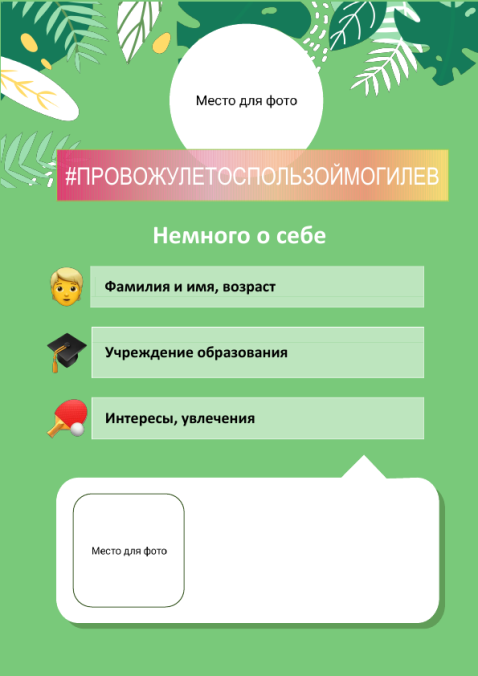 Место для фото
#ПРОВОЖУЛЕТОСПОЛЬЗОЙМОГИЛЕВ
Немного о себе
Фамилия и имя, возраст
Учреждение образования
Интересы, увлечения
Место для фото